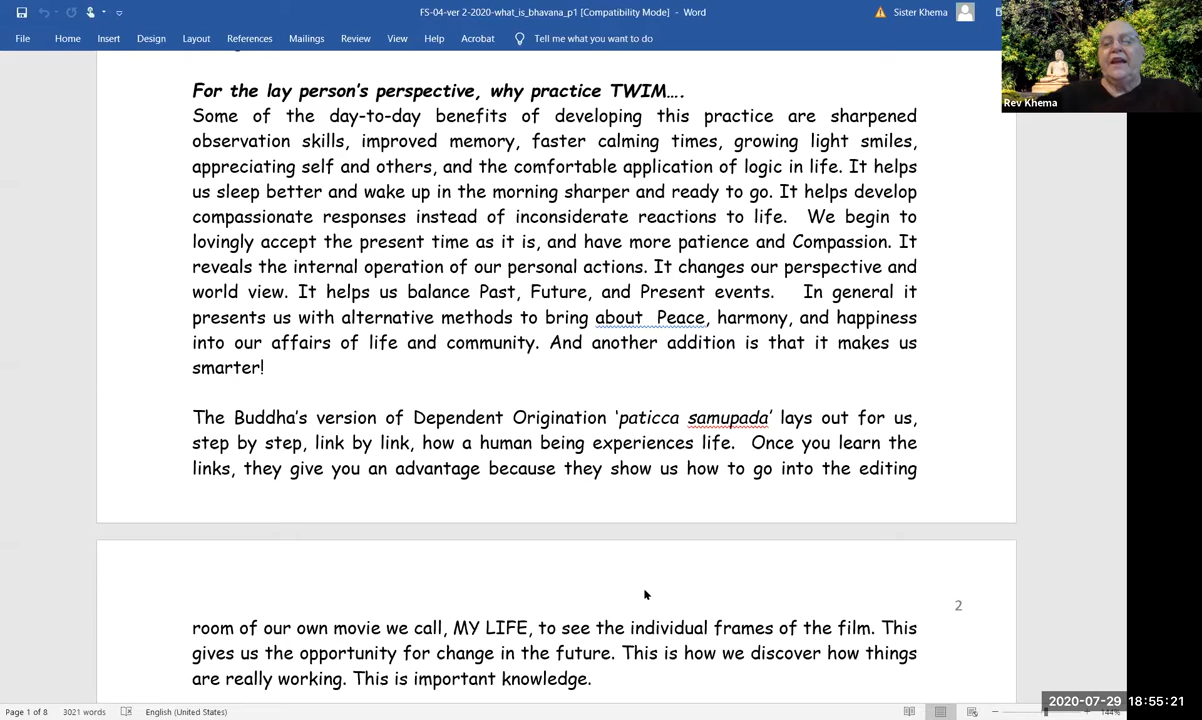 FS-04-ver 2-2020-what_is_bhavana_p1 [Compatibility Mode] - Word
Sister Khema
File Home Insert Design Layout References Mailings Review View Help Acrobat Tell me what you want to do
Rev Khema
For the lay person's perspective, why practice TWIM….
Some of the day-to-day benefits of developing this practice are sharpened
observation skills, improved memory, faster calming times, growing light smiles,
appreciating self and others, and the comfortable application of logic in life. It helps
us sleep better and wake up in the morning sharper and ready to go. It helps develop
compassionate responses instead of inconsiderate reactions to life. We begin to
lovingly accept the present time as it is, and have more patience and Compassion. It
reveals the internal operation of our personal actions. It changes our perspective and
world view. It helps us balance Past, Future, and Present events. In general it
presents us with alternative methods to bring about Peace, harmony, and happiness
into our affairs of life and community. And another addition is that it makes us
smarter!
The Buddha's version of Dependent Origination 'paticca samupada' lays out for us,
step by step, link by link, how a human being experiences life. Once you learn the
links, they give you an advantage because they show us how to go into the editing
2
room of our own movie we call, MY LIFE, to see the individual frames of the film. This
gives us the opportunity for change in the future. This is how we discover how things
are really working. This is important knowledge.
Page 1 of 8 3021 words English (United States)
2020-07-29 18:55:21